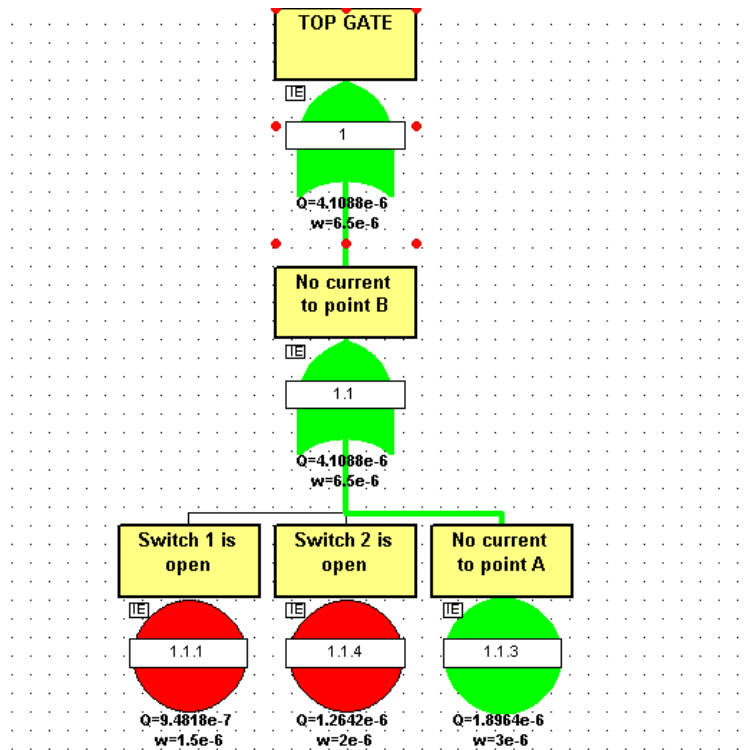 TOP GATE
IE
1
Q=4.1088e-6
w=6.5e-6
No current
to point B
IE
1.1
Q=4.1088e-6
w=6.5e-6
Switch 1 is
open
IE
1.1.1
Q=9.4818e-7
w=1.5e-6
Switch 2 is
open
IE
1.1.4
Q=1.2642e-6
w=2e-6
No current
to point A
IE
1.1.3
Q=1.8964e-6
w=3e-6